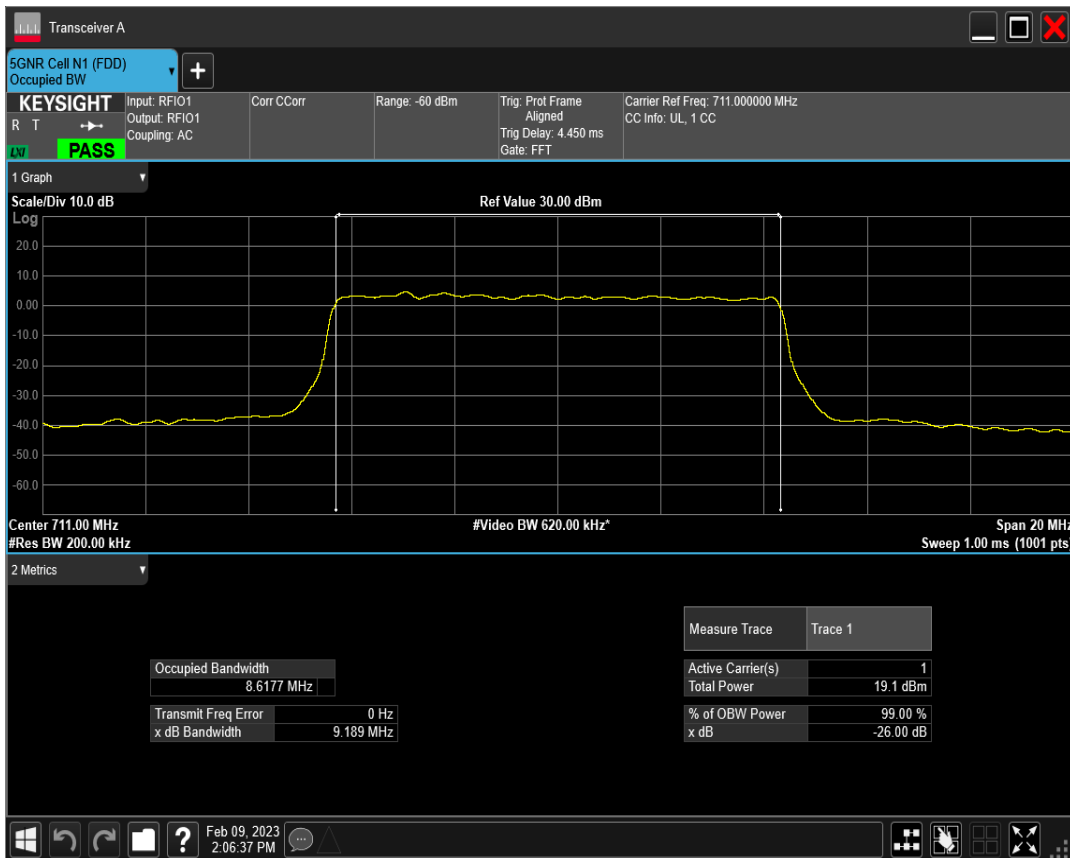 Transceiver A
5GNR Cell N1 (FDD)
Occupied BW
+
KEYSIGHT
R T
LXI
PASS
Input: RFIO1
Output: RFIO1
Coupling: AC
Corr CCorr
Range: -60 dBm
Trig: Prot Frame
Aligned
Trig Delay: 4.450 ms
Gate: FFT
Carrier Ref Freq: 711.000000 MHz
CC Info: UL, 1 CC
1 Graph
Scale/Div 10.0 dB
Ref Value 30.00 dBm
Log
20.0
10.0
0.00
-10.0
-20.0
-30.0
-40.0
-50.0
-60.0
Center 711.00 MHz
#Video BW 620.00 kHz*
Span 20 MHz
#Res BW 200.00 kHz
Sweep 1.00 ms (1001 pts)
2 Metrics
Measure Trace Trace 1
Occupied Bandwidth
8.6177 MHz
Active Carrier(s) 1
Total Power 19.1 dBm
Transmit Freq Error 0 Hz
x dB Bandwidth 9.189 MHz
% of OBW Power 99.00 %
x dB -26.00 dB
?
Feb 09, 2023
2:06:37 PM